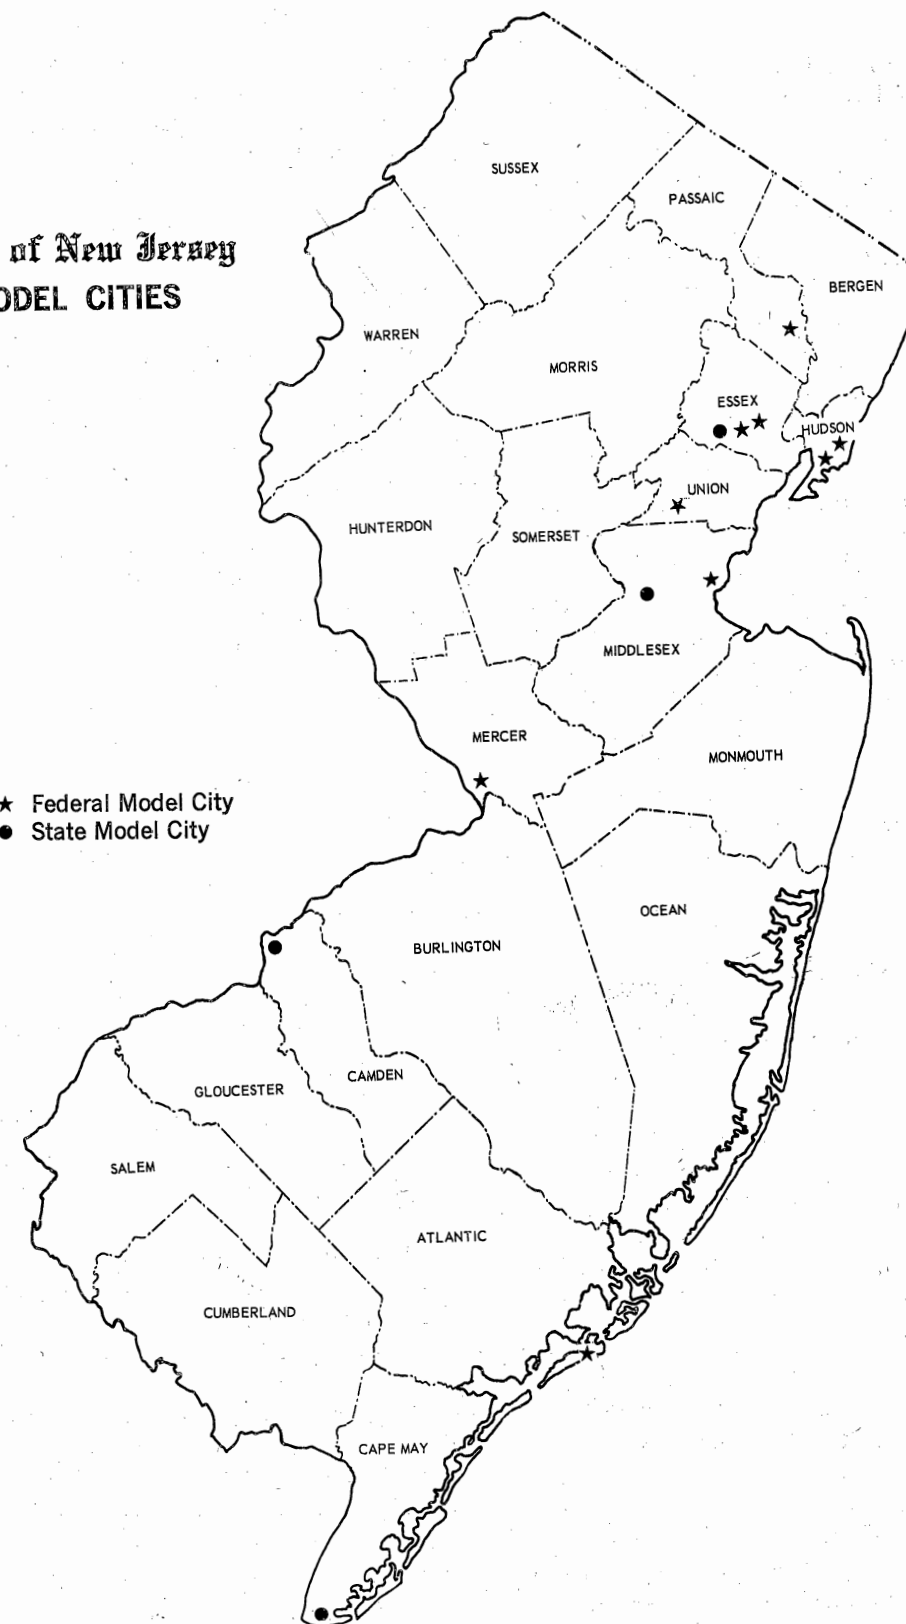 of New Jersey
ODEL CITIES
SUSSEX
PASSAIC
BERGEN
WARREN
MORRIS
ESSEX
HUDSON
UNION
HUNTERDON
SOMERSET
MIDDLESEX
MERCER
MONMOUTH
★ Federal Model City
● State Model City
OCEAN
BURLINGTON
CAMDEN
GLOUCESTER
SALEM
ATLANTIC
CUMBERLAND
CAPE MAY